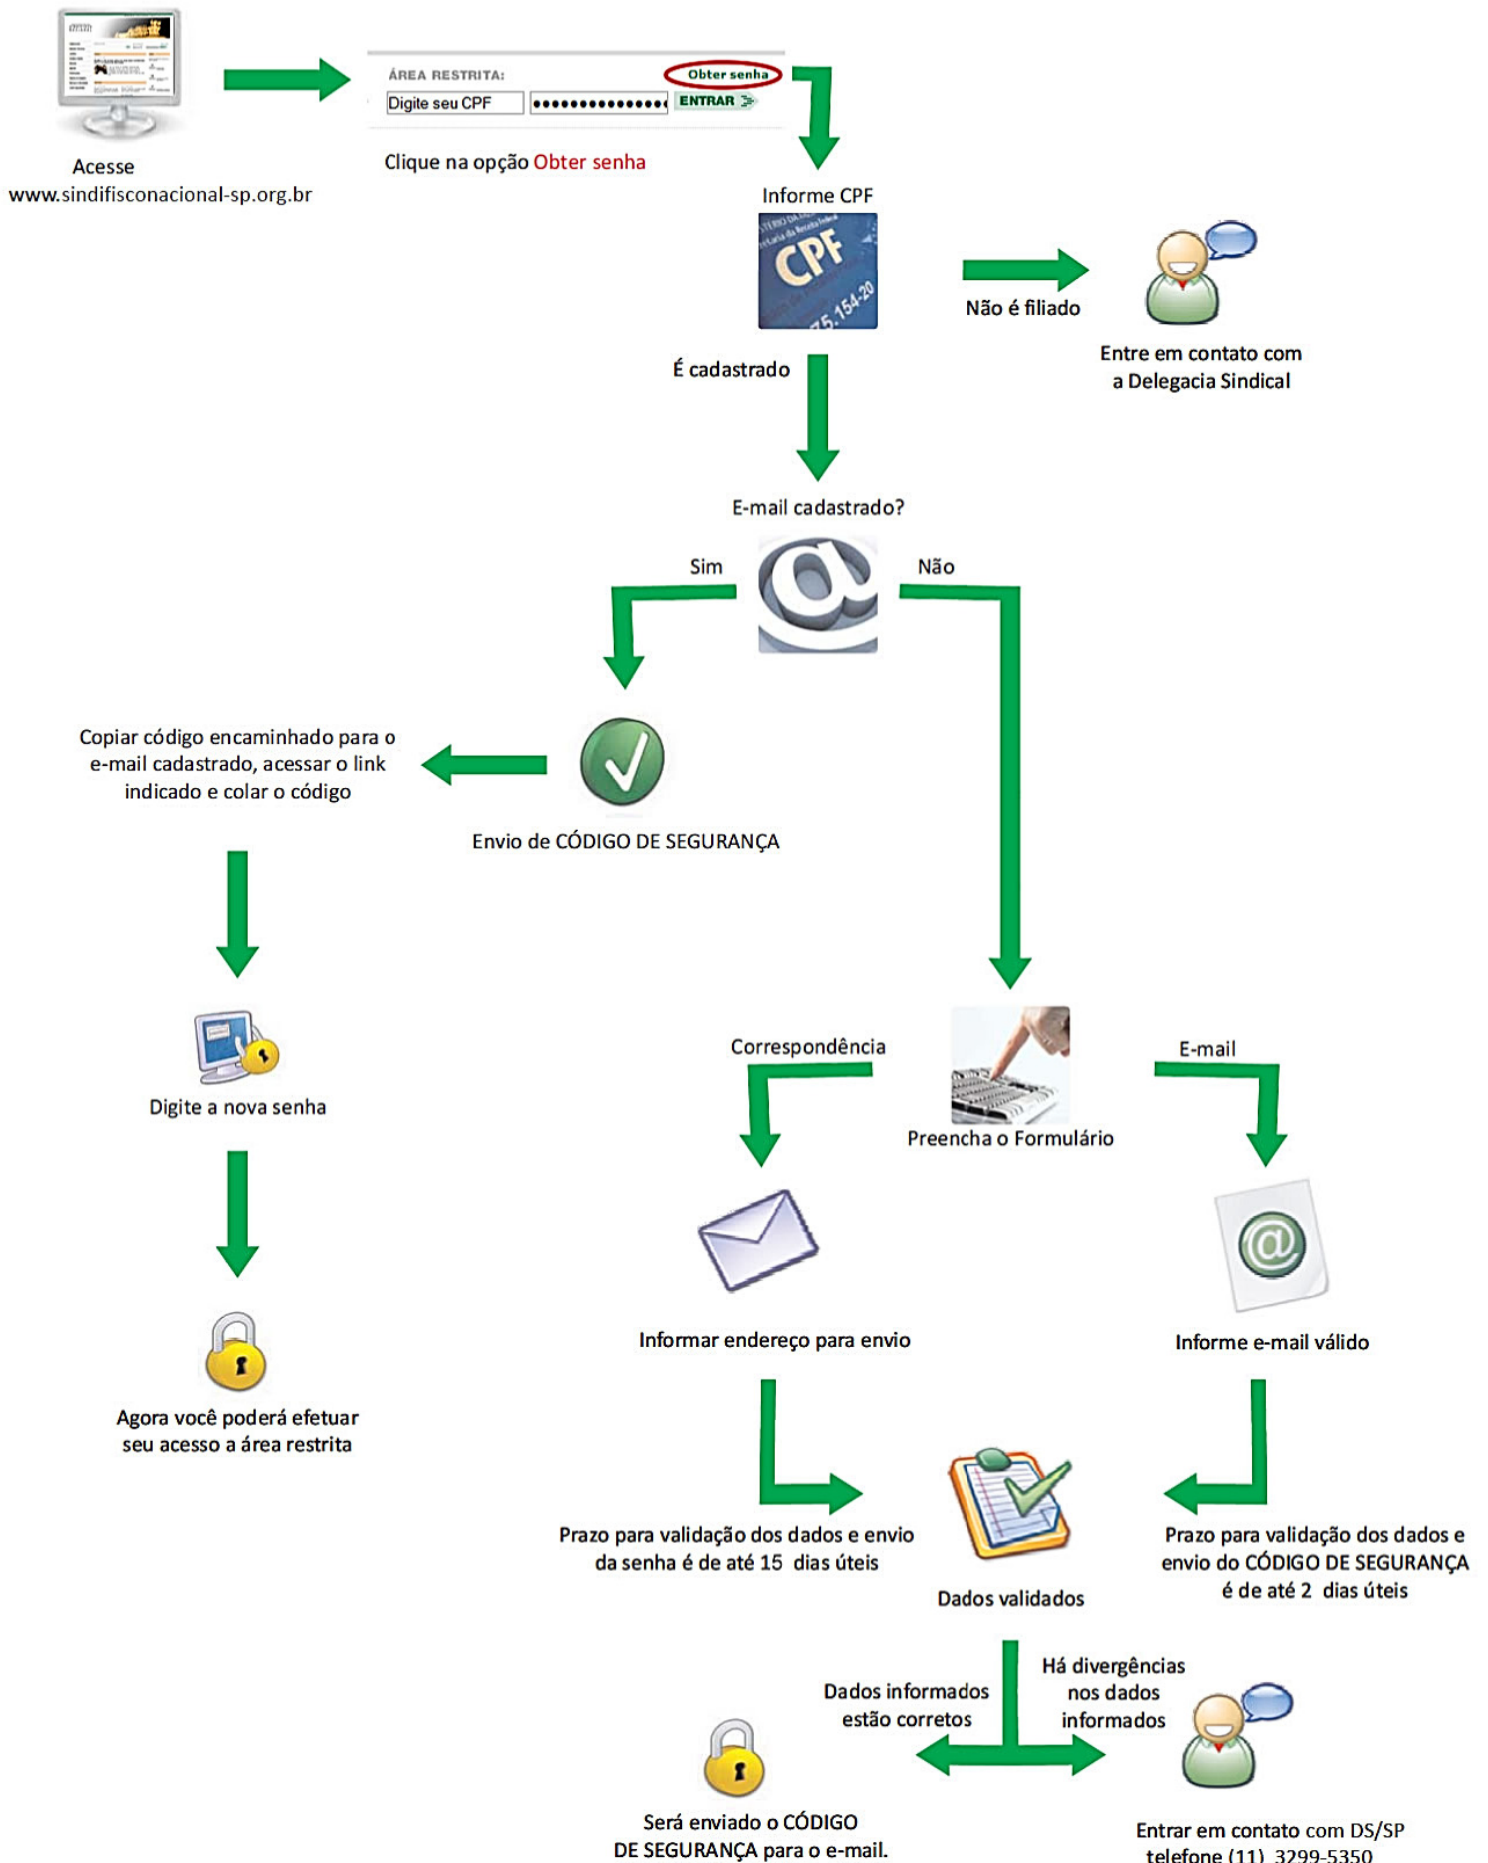 ÁREA RESTRITA:
Obter senha
Digite seu CPF
ENTRAR
Acesse
www.sindifisconacional-sp.org.br
Clique na opção Obter senha
Informe CPF
CPF
75.154-20
Não é filiado
Entre em contato com
a Delegacia Sindical
É cadastrado
E-mail cadastrado?
Sim
Não
Copiar código encaminhado para o
e-mail cadastrado, acessar o link
indicado e colar o código
Envio de CÓDIGO DE SEGURANÇA
Digite a nova senha
Correspondência
E-mail
Preencha o Formulário
Informar endereço para envio
Informe e-mail válido
Agora você poderá efetuar
seu acesso a área restrita
Prazo para validação dos dados e envio
da senha é de até 15 dias úteis
Prazo para validação dos dados e
envio do CÓDIGO DE SEGURANÇA
é de até 2 dias úteis
Dados validados
Dados informados
estão corretos
Há divergências
nos dados
informados
Será enviado o CÓDIGO
DE SEGURANÇA para o e-mail.
Entrar em contato com DS/SP
telefone (11) 3299-5350